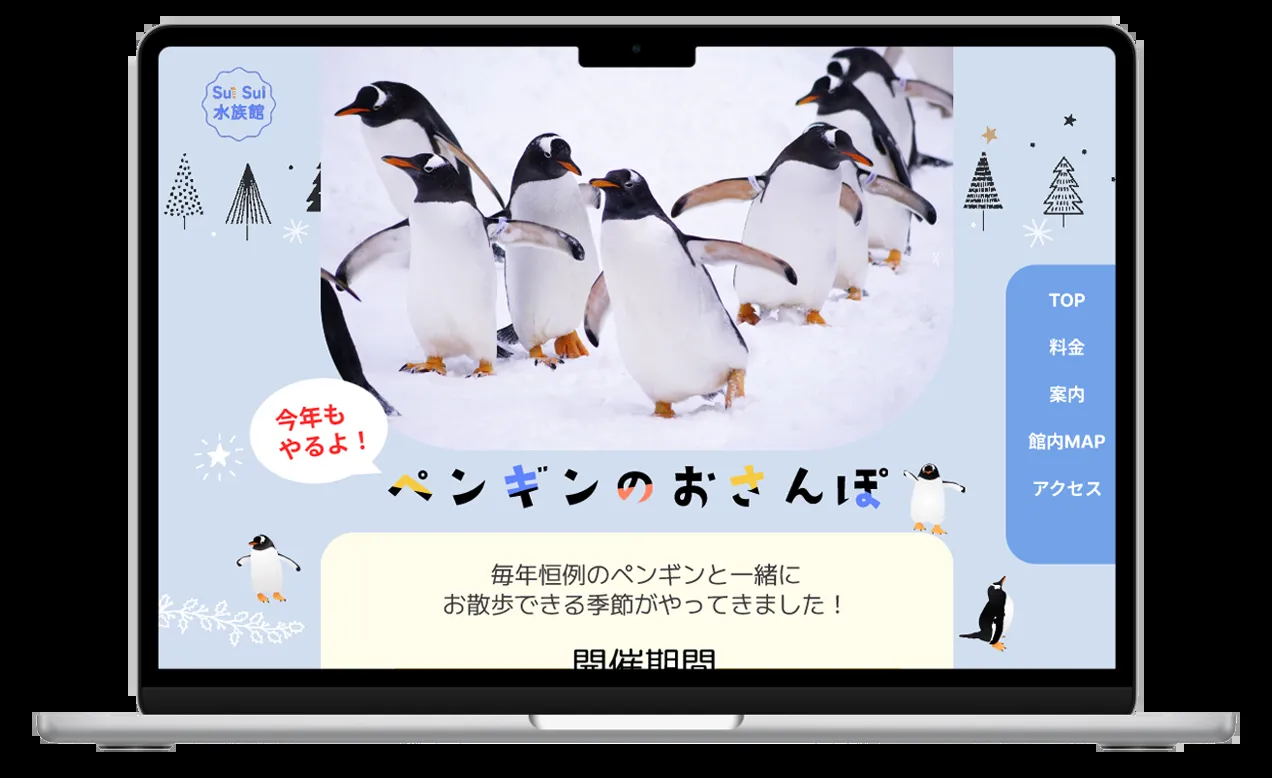 Sui Sui
水族館
TOP
料金
案内
館内MAP
アクセス
今年も
やるよ！
ペンギンのおさんぽ
毎年恒例のペンギンと一緒に
お散歩できる季節がやってきました！
開催期間